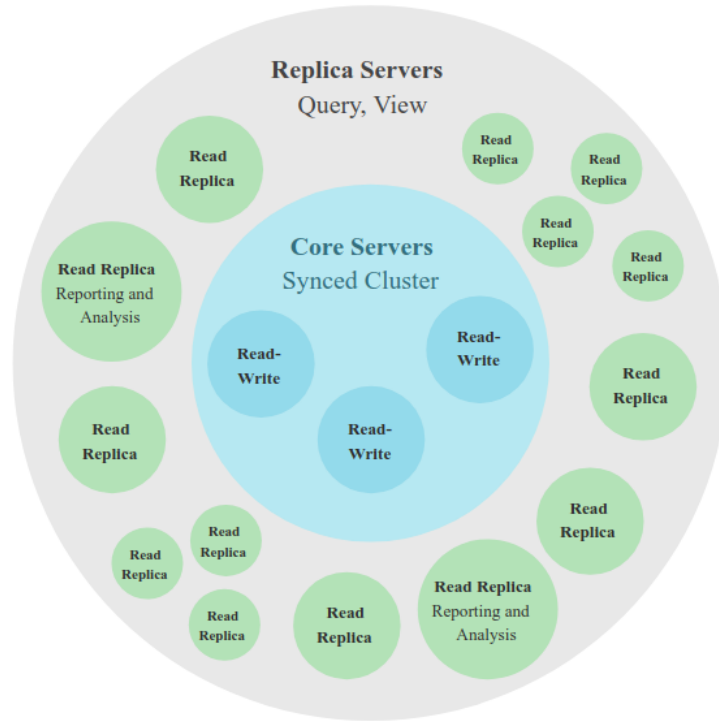 Replica Servers
Query, View
Read
Replica
Read
Replica
Read
Replica
Read
Replica
Read
Replica
Core Servers
Synced Cluster
Read Replica
Reporting and
Analysis
Read-
Write
Read-
Write
Read-
Write
Read
Replica
Read
Replica
Read
Replica
Read
Replica
Read
Replica
Read
Replica
Read Replica
Reporting and
Analysis
Read
Replica
Read
Replica